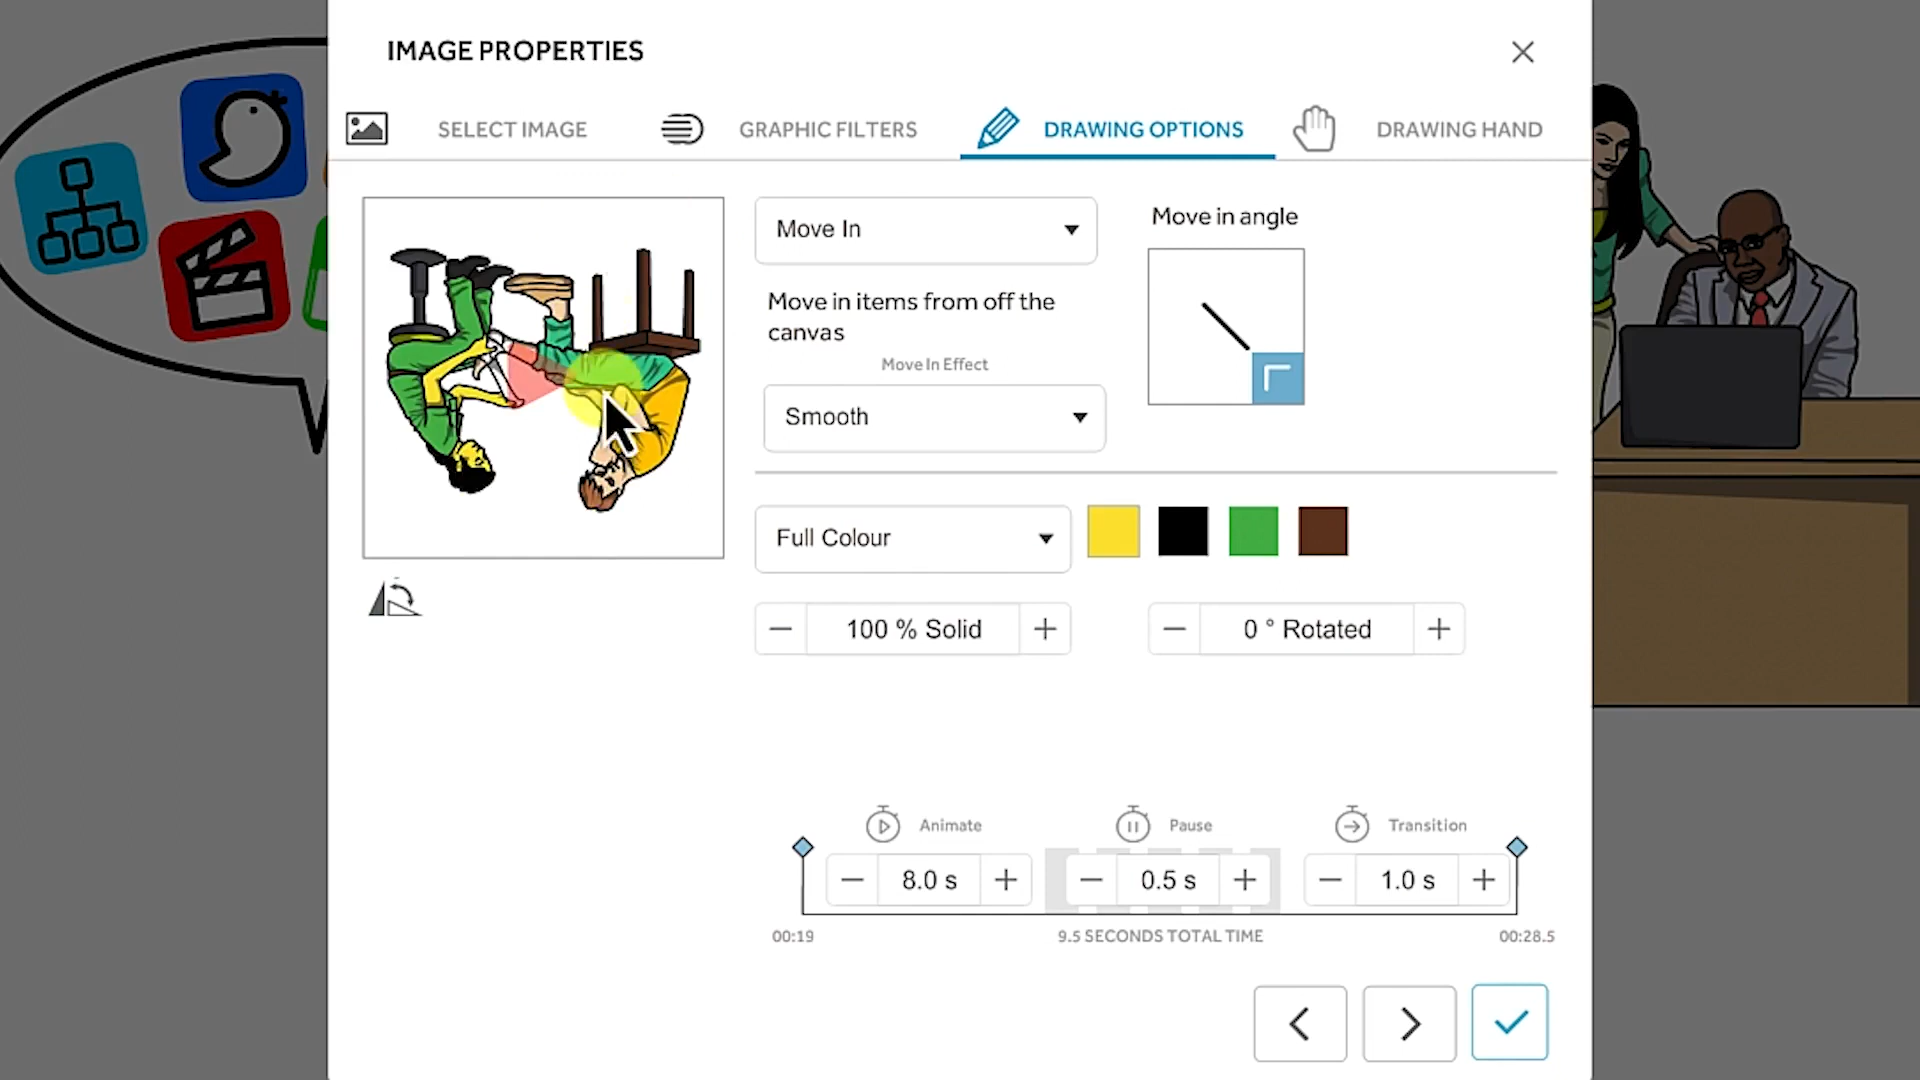 IMAGE PROPERTIES
SELECT IMAGE
GRAPHIC FILTERS
DRAWING OPTIONS
DRAWING HAND
Move In
Move in angle
Move in items from off the
canvas
Move In Effect
Smooth
Full Colour
100 % Solid
0 ° Rotated
Animate
Pause
Transition
8.0 s
0.5 s
1.0 s
00:19
9.5 SECONDS TOTAL TIME
00:28.5